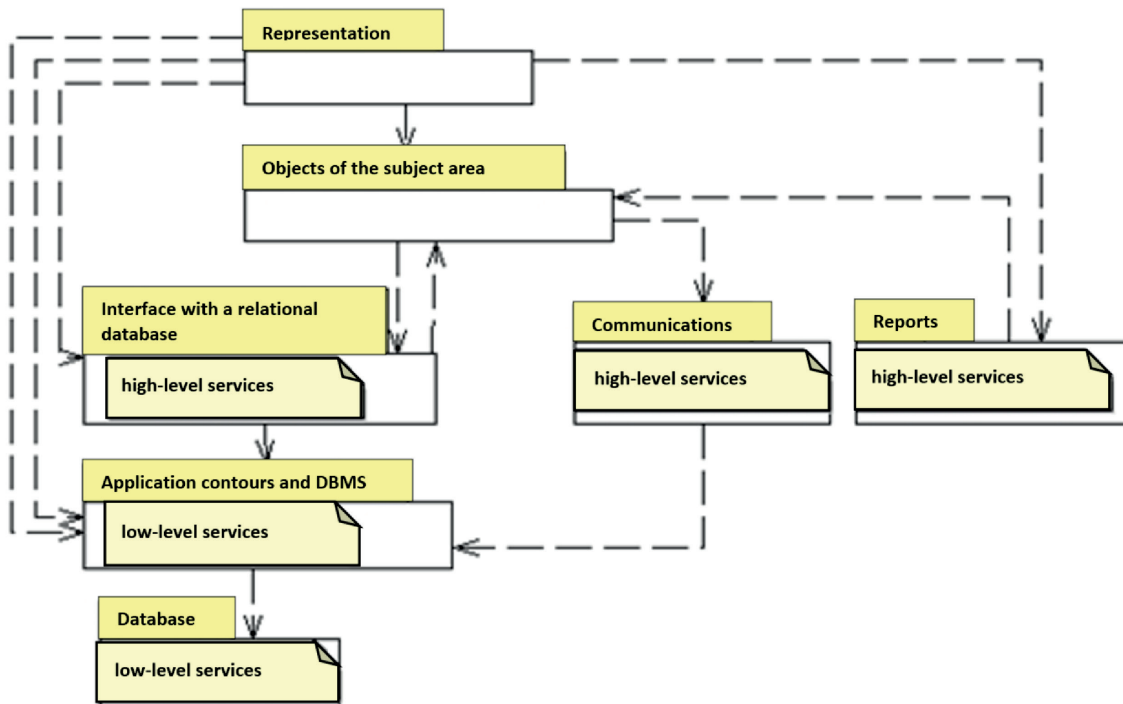 Representation
Objects of the subject area
Interface with a relational
database
high-level services
Communications
high-level services
Reports
high-level services
Application contours and DBMS
low-level services
Database
low-level services